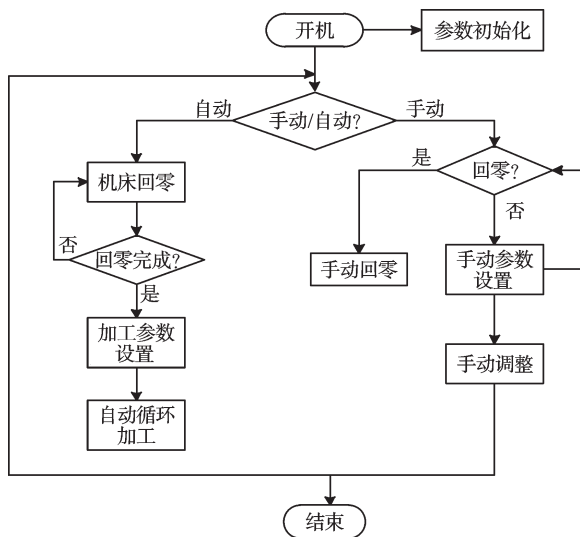 开机
参数初始化
手动/自动?
自动
手动
机床回零
回零?
是
否
否
回零完成?
手动回零
手动参数
设置
是
加工参数
设置
手动调整
自动循环
加工
结束